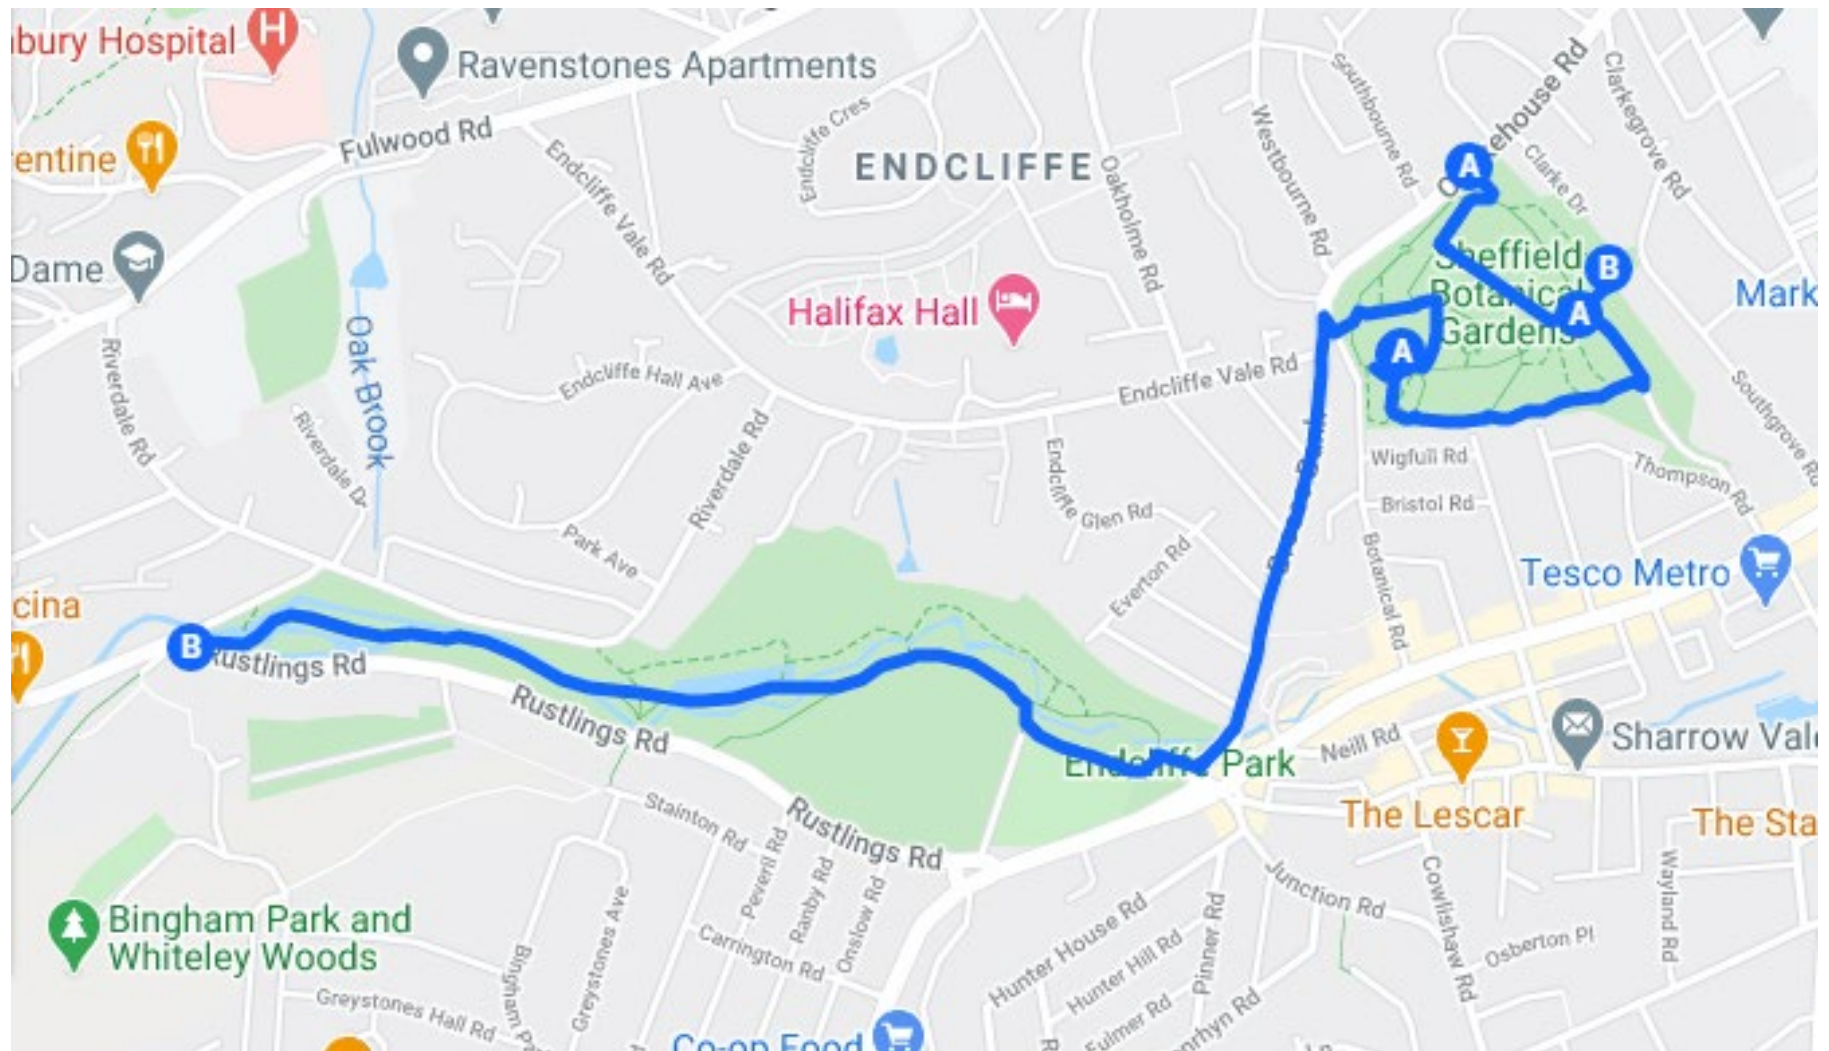 bury Hospital
H
Ravenstones Apartments
Fulwood Rd
entine
Dame
Endcliffe Vale Rd
Endcliffe Cres
ENDCLIFFE
Oakholme Rd
Westbourne Rd
Southbourne Rd
ehouse Rd
Clarkegrove Rd
Clarke Dr
A
Sheffield
Botanical
Gardens
B
A
A
Mark
Halifax Hall
Oak Brook
Riverdale Rd
Riverdale Dr
Endcliffe Hall Ave
Endcliffe Vale Rd
Riverdale Rd
Park Ave
Endcliffe
Glen Rd
Everton Rd
Wigfull Rd
Bristol Rd
Botanical Rd
Southgrove Rd
Thompson Rd
Tesco Metro
cina
B
Rustlings Rd
Rustlings Rd
Rustlings Rd
Endcliffe Park
Neill Rd
Sharrow Vale
The Lescar
The Sta
Stainton Rd
Peveril Rd
Ranby Rd
Onslow Rd
Carrington Rd
Bingham Park and
Whiteley Woods
Greystones Hall Rd
Greystones Ave
Co-op Food
Hunter House Rd
Hunter Hill Rd
Fulmer Rd
Pinner Rd
nrhyn Rd
Junction Rd
Cowlishaw Rd
Osberton Pl
Wayland Rd